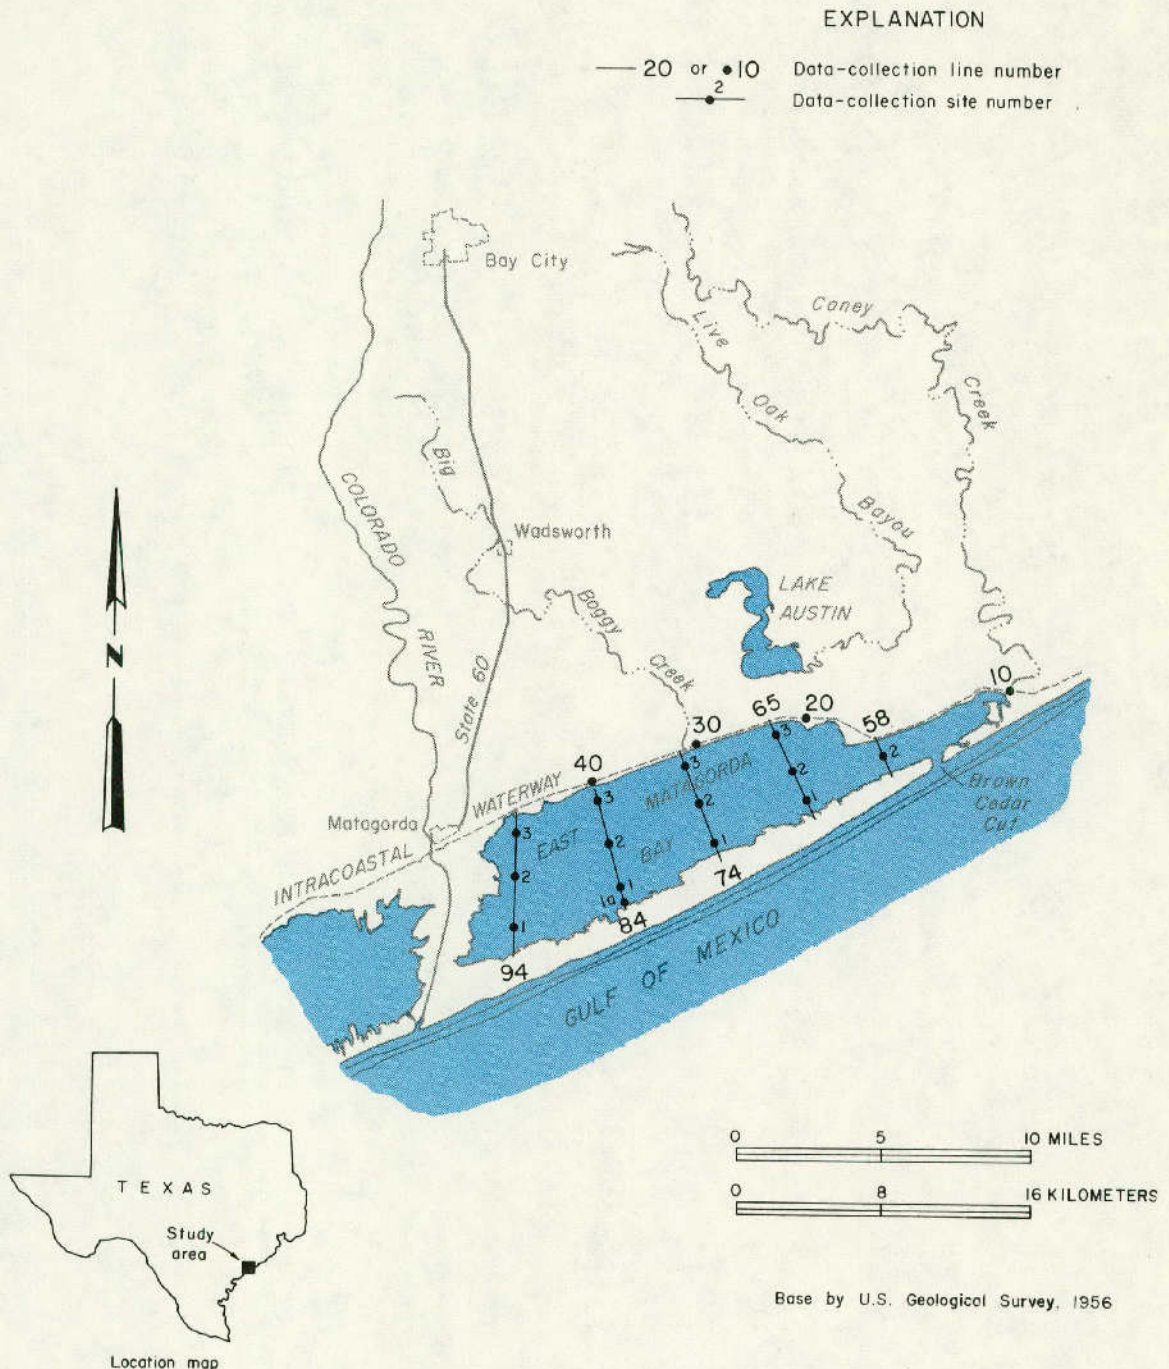 EXPLANATION
20 or 10 Data-collection line number
2 Data-collection site number
Bay City
Caney
Creek
Live
Oak
Bayou
Big
COLORADO
RIVER
Wadsworth
Boggy
Creek
LAKE
AUSTIN
State 60
N
10
65
20
58
30
3
2
40
3
2
WATERWAY
MATAGORDA
3
2
1
Brown
Cedar
Cut
Matagorda
3
EAST
2
BAY
1
INTRACOASTAL
2
1
74
1a
84
1
94
GULF OF MEXICO
TEXAS
Study
area
Location map
0 5 10 MILES
0 8 16 KILOMETERS
Base by U.S. Geological Survey, 1956